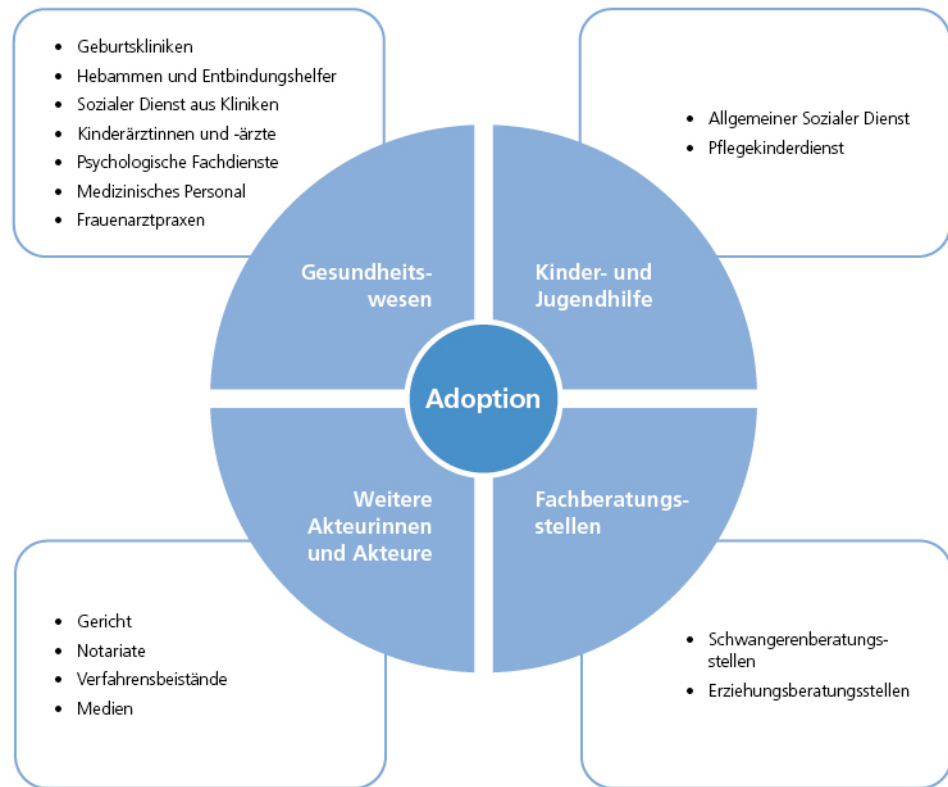 • Geburtskliniken
• Hebammen und Entbindungshelfer
• Sozialer Dienst aus Kliniken
• Kinderärztinnen und -ärzte
• Psychologische Fachdienste
• Medizinisches Personal
• Frauenarztpraxen
• Allgemeiner Sozialer Dienst
• Pflegekinderdienst
Gesundheits-
wesen
Kinder- und
Jugendhilfe
Adoption
Weitere
Akteurinnen
und Akteure
Fachberatungs-
stellen
• Gericht
• Notariate
• Verfahrensbeistände
• Medien
• Schwangerenberatungs-
stellen
• Erziehungsberatungsstellen